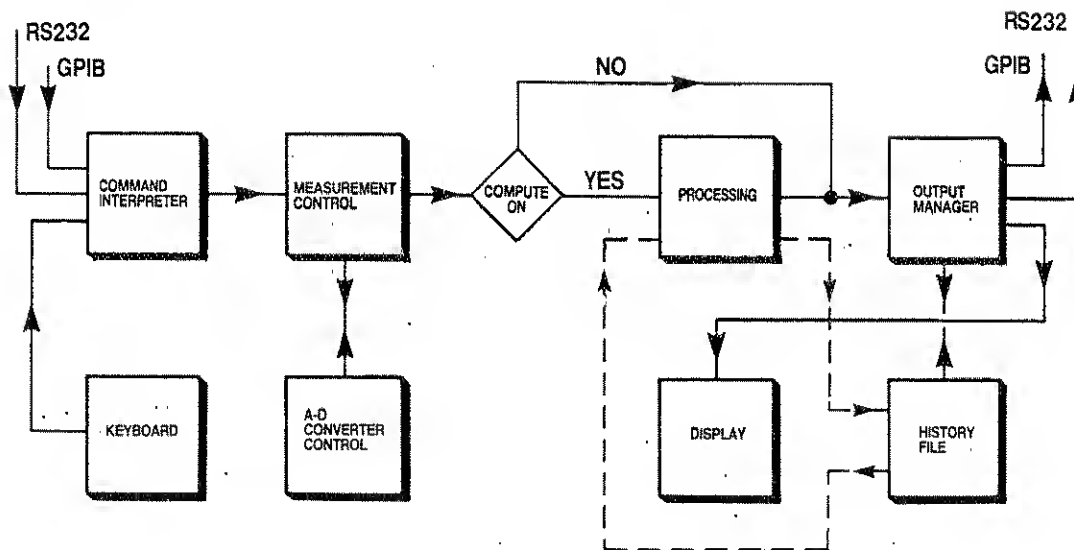 RS232
GPIB
COMMAND
INTERPRETER
MEASUREMENT
CONTROL
COMPUTE
ON
NO
YES
PROCESSING
OUTPUT
MANAGER
RS232
GPIB
KEYBOARD
A-D
CONVERTER
CONTROL
DISPLAY
HISTORY
FILE